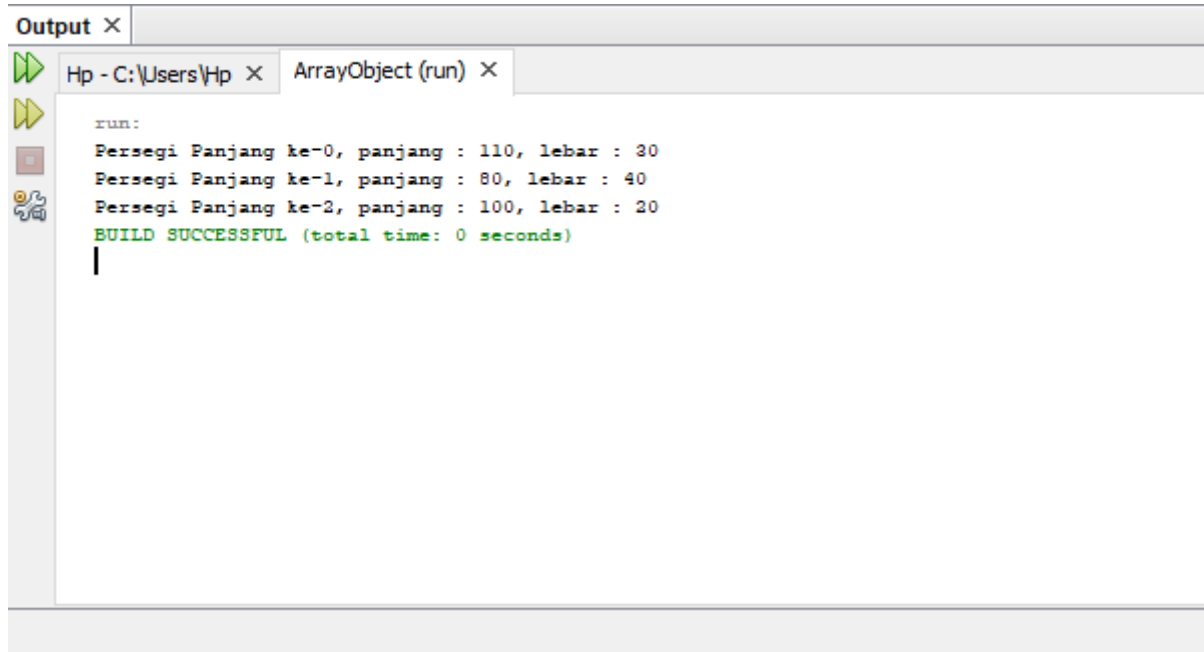 Output ×
Hp - C:\Users\Hp × ArrayObject (run) ×
run:
Persegi Panjang ke-0, panjang : 110, lebar : 30
Persegi Panjang ke-1, panjang : 80, lebar : 40
Persegi Panjang ke-2, panjang : 100, lebar : 20
BUILD SUCCESSFUL (total time: 0 seconds)